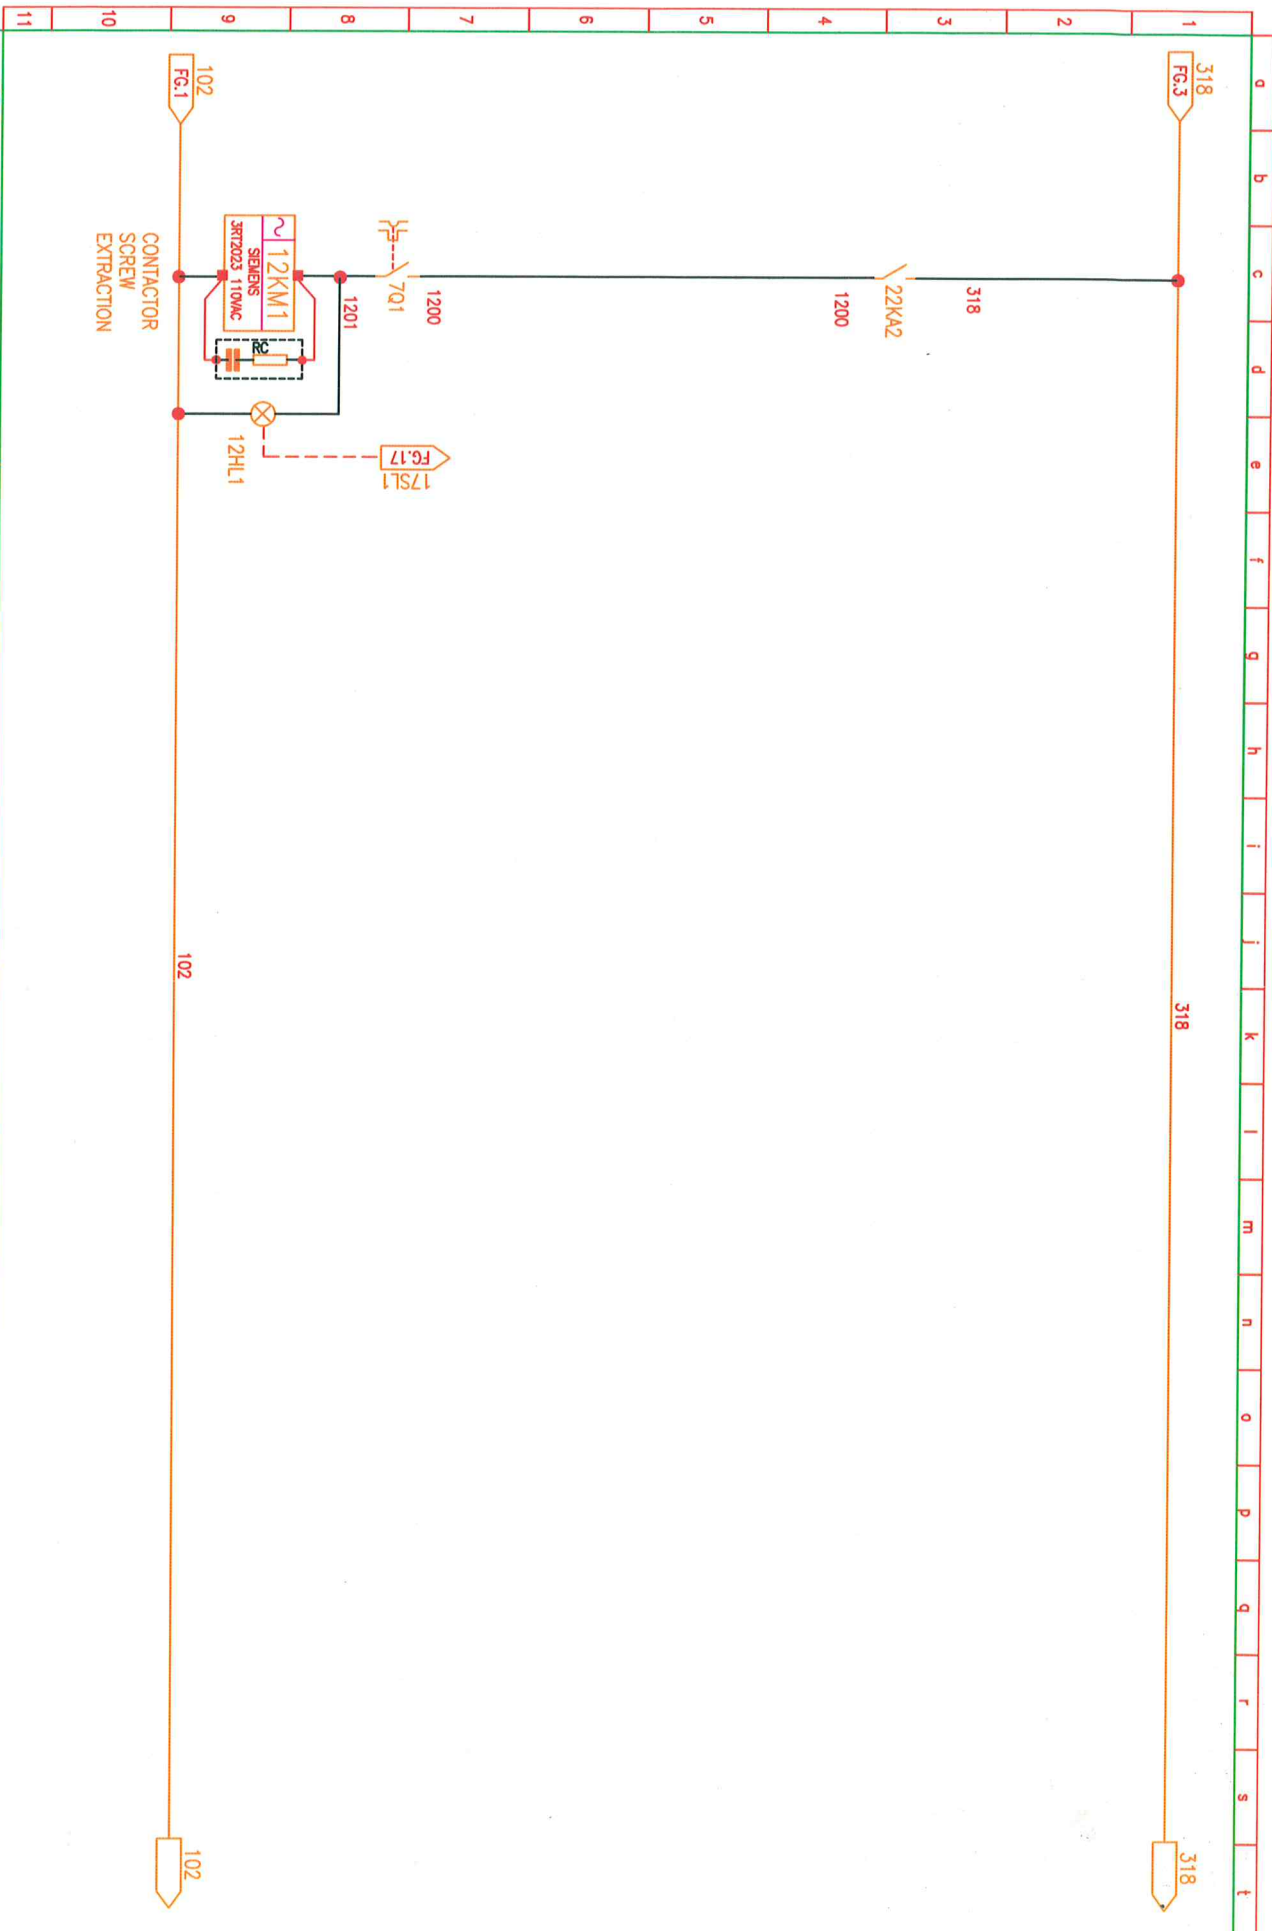 a b c d e f g h i j k l m n o p q r s t
1
2
3
4
5
6
7
8
9
10
11
318
FG.3
318
318
318
22KA2
1200
1200
7Q1
1201
12KM1
SIEMENS
3RT2023 110VAC
RC
12HL1
17SL1
FG.17
102
FG.1
102
102
CONTACTOR
SCREW
EXTRACTION